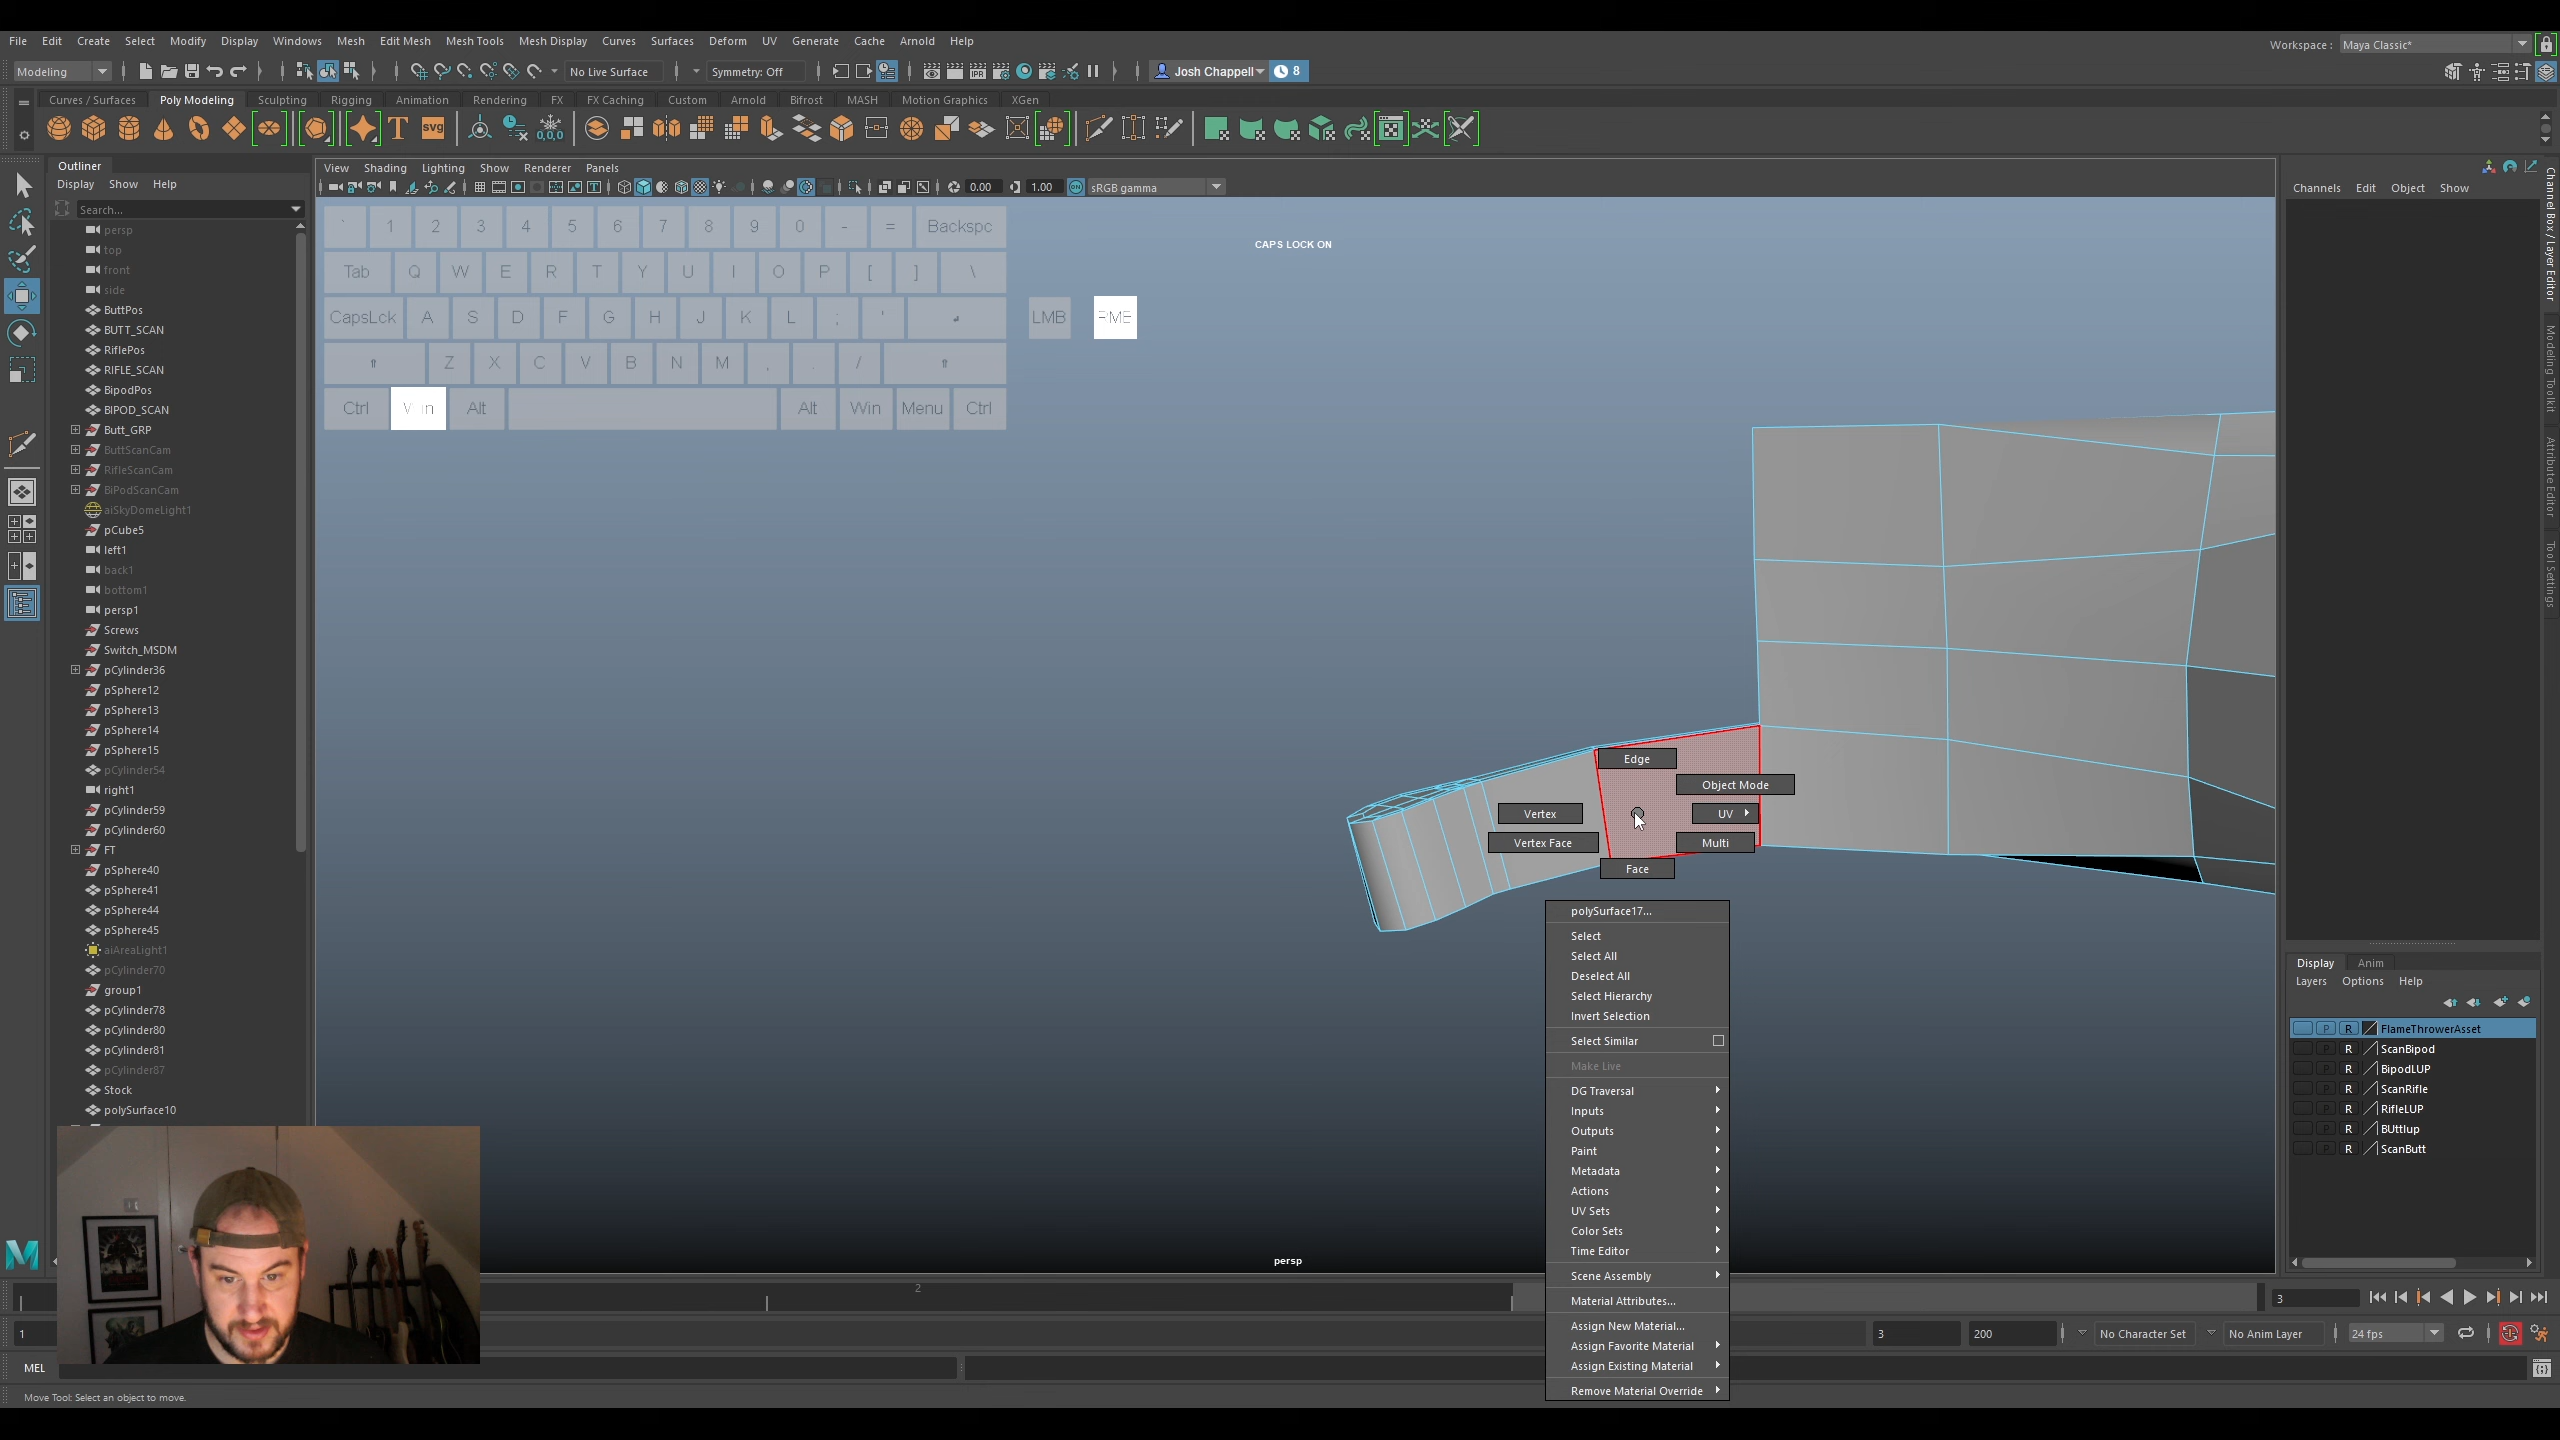 File Edit Create Select Modify Display Windows Mesh Edit Mesh Mesh Tools Mesh Display Curves Surfaces Deform UV Generate Cache Arnold Help
Workspace : Maya Classic*
Modeling No Live Surface Symmetry: Off Josh Chappell 8
Curves / Surfaces Poly Modeling Sculpting Rigging Animation Rendering FX FX Caching Custom Arnold Bifrost MASH Motion Graphics XGen
T svg
Outliner
Display Show Help
Search...
persp
top
front
side
ButtPos
BUTT_SCAN
RiflePos
RIFLE_SCAN
BipodPos
BIPOD_SCAN
Butt_GRP
ButtScanCam
RifleScanCam
BiPodScanCam
aiSkyDomeLight1
pCube5
left1
back1
bottom1
persp1
Screws
Switch_MSDM
pCylinder36
pSphere12
pSphere13
pSphere14
pSphere15
pCylinder54
right1
pCylinder59
pCylinder60
FT
pSphere40
pSphere41
pSphere44
pSphere45
aiAreaLight1
pCylinder70
group1
pCylinder78
pCylinder80
pCylinder81
pCylinder87
Stock
polySurface10
View Shading Lighting Show Renderer Panels
0.00 1.00 sRGB gamma
` 1 2 3 4 5 6 7 8 9 0 - = Backspc
Tab Q W E R T Y U I O P [ ] \
CapsLck A S D F G H J K L ; '
Z X C V B N M , . /
Ctrl Win Alt Alt Win Menu Ctrl
LMB
CAPS LOCK ON
Edge
Object Mode
Vertex UV
Vertex Face Multi
Face
polySurface17...
Select
Select All
Deselect All
Select Hierarchy
Invert Selection
Select Similar
Make Live
DG Traversal
Inputs
Outputs
Paint
Metadata
Actions
UV Sets
Color Sets
Time Editor
Scene Assembly
Material Attributes...
Assign New Material...
Assign Favorite Material
Assign Existing Material
Remove Material Override
persp
Channels Edit Object Show
Channel Box / Layer Editor
Modeling Toolkit
Attribute Editor
Tool Settings
Display Anim
Layers Options Help
P R FlameThrowerAsset
P R ScanBipod
P R BipodLUP
P R ScanRifle
P R RifleLUP
P R BUttlup
P R ScanButt
2
3
1 3 200 No Character Set No Anim Layer 24 fps
MEL
Move Tool: Select an object to move.